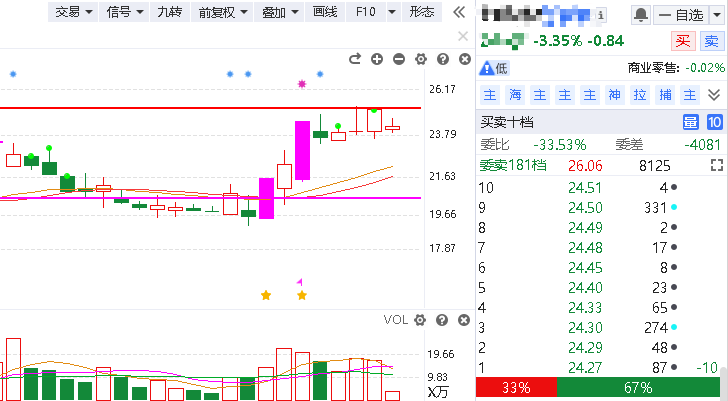 交易 信号 九转 前复权 叠加 画线 F10 形态
26.17
23.79
21.63
19.66
17.87
VOL
19.66
9.83
X万
一 自选
-3.35% -0.84
买 卖
低
商业零售: -0.02%
主 海 主 主 主 神 拉 捕 主
买卖十档
量 10
委比 -33.53% 委差 -4081
委卖181档 26.06 8125
10 24.51 4
9 24.50 331
8 24.49 2
7 24.48 17
6 24.45 8
5 24.40 23
4 24.33 65
3 24.30 274
2 24.29 48
1 24.27 87 -10
33% 67%